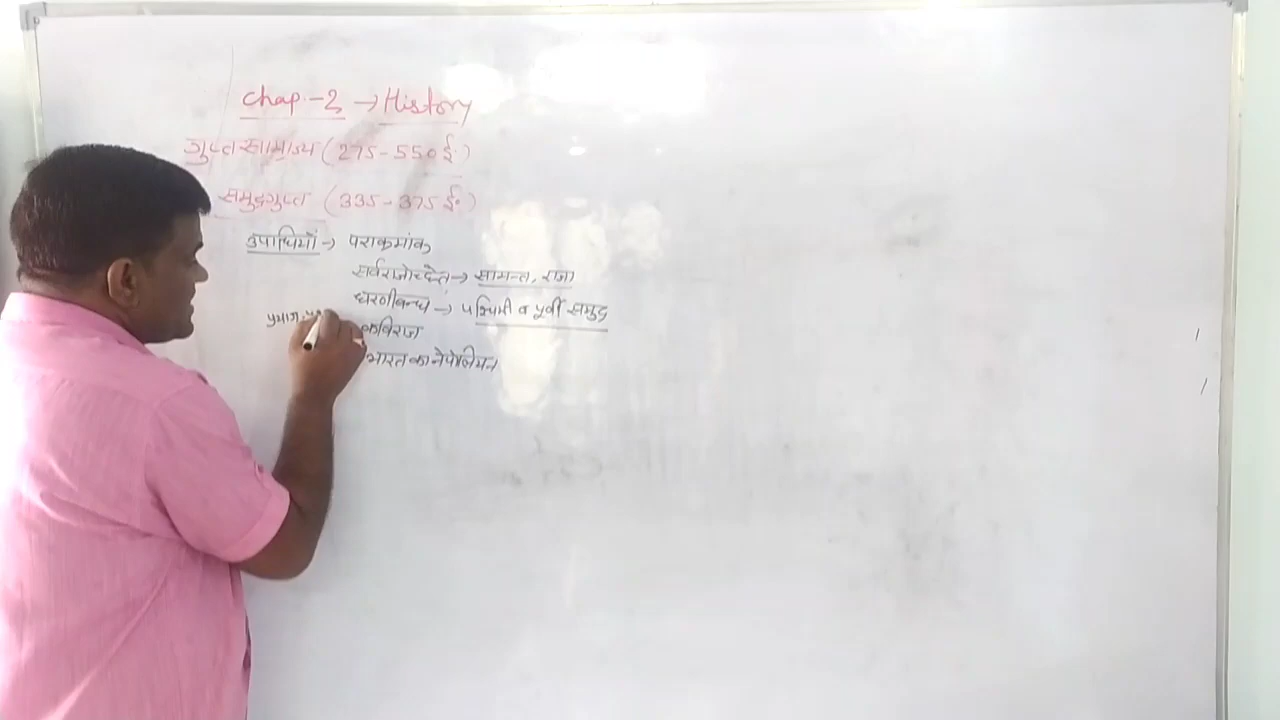 Chap.-2 → History
गुप्त साम्राज्य (275-550 ई.)
समुद्रगुप्त (335-375 ई.)
उपाधियाँ → पराक्रमांक
सर्वराजोच्छेत → सामन्त, राजा
धरणीबन्ध → पश्चिमी व पूर्वी समुद्र
प्रयाग
कविराज
भारत का नेपोलियन